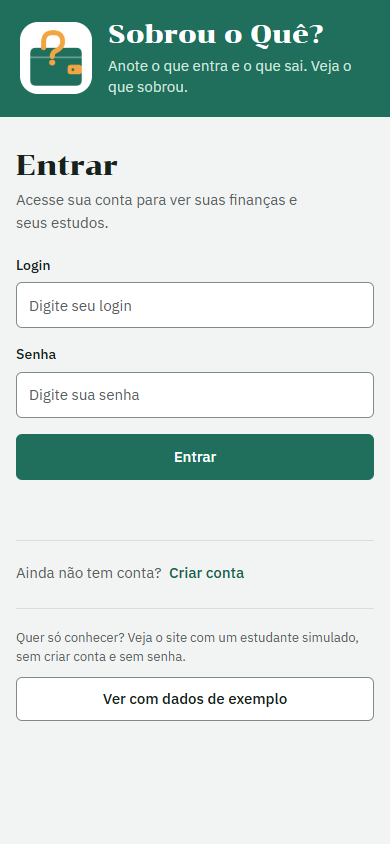 Sobrou o Quê?
Anote o que entra e o que sai. Veja o
que sobrou.
Entrar
Acesse sua conta para ver suas finanças e
seus estudos.
Login
Digite seu login
Senha
Digite sua senha
Entrar
Ainda não tem conta? Criar conta
Quer só conhecer? Veja o site com um estudante simulado,
sem criar conta e sem senha.
Ver com dados de exemplo